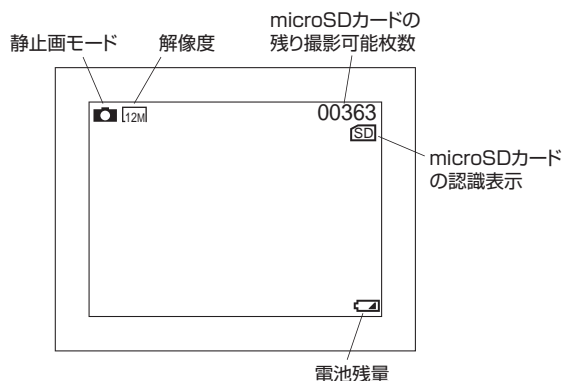 microSDカードの
残り撮影可能枚数
静止画モード
解像度
12M
00363
SD
microSDカード
の認識表示
電池残量